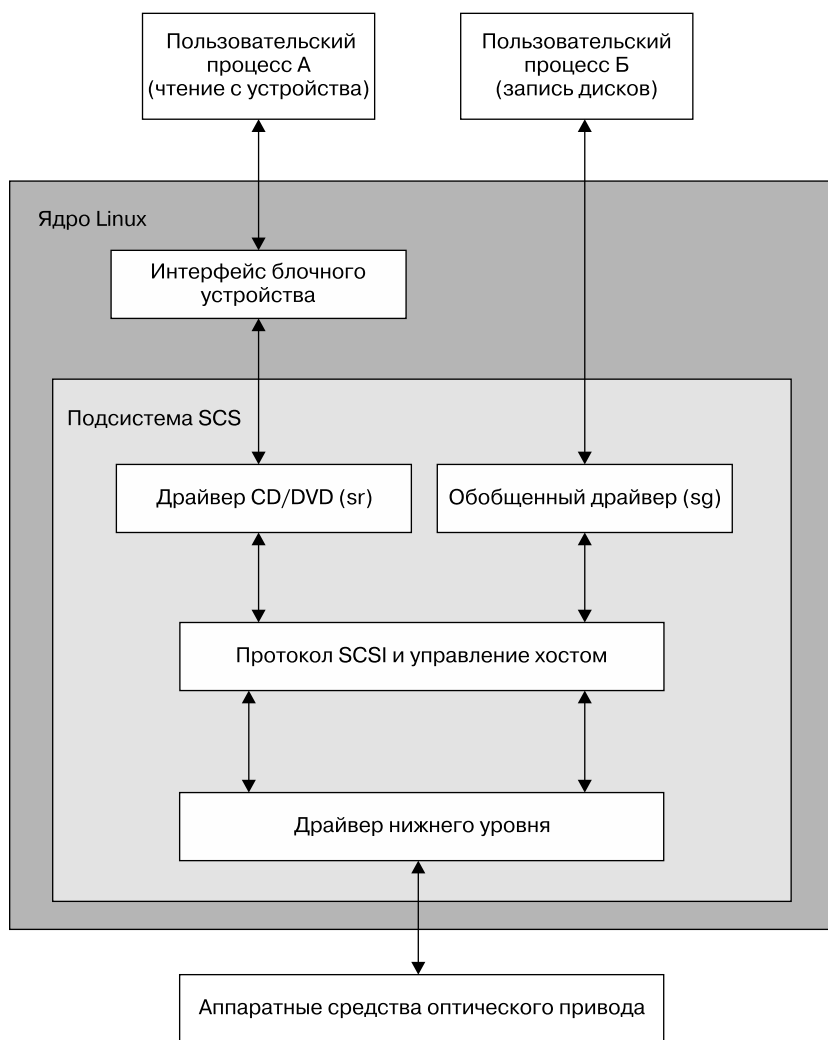 Пользовательский
процесс А
(чтение с устройства)
Пользовательский
процесс Б
(запись дисков)
Ядро Linux
Интерфейс блочного
устройства
Подсистема SCS
Драйвер CD/DVD (sr)
Обобщенный драйвер (sg)
Протокол SCSI и управление хостом
Драйвер нижнего уровня
Аппаратные средства оптического привода